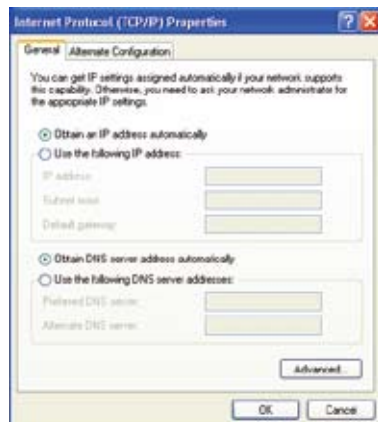 Internet Protocol (TCP/IP) Properties
General
Alternate Configuration
You can get IP settings assigned automatically if your network supports
this capability. Otherwise, you need to ask your network administrator for
the appropriate IP settings.
Obtain an IP address automatically
Use the following IP address:
IP address:
Subnet mask:
Default gateway:
Obtain DNS server address automatically
Use the following DNS server addresses:
Preferred DNS server:
Alternate DNS server:
Advanced...
OK
Cancel